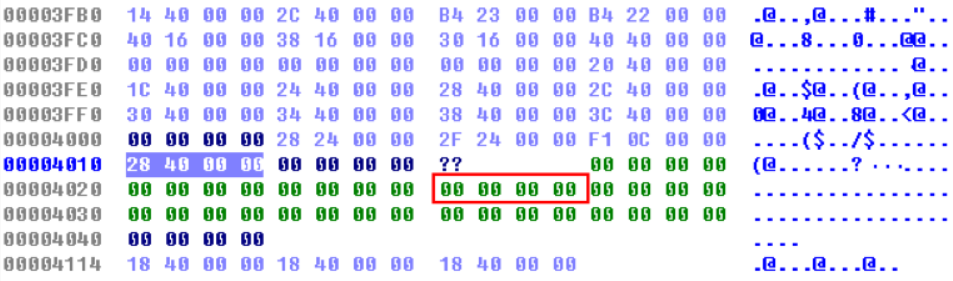 00003FB0 14 40 00 00 2C 40 00 00 B4 23 00 00 B4 22 00 00 .@..,@...#..."..
00003FC0 40 16 00 00 38 16 00 00 30 16 00 00 40 40 00 00 @...8...0...@@..
00003FD0 00 00 00 00 00 00 00 00 00 00 00 00 20 40 00 00 ............ @..
00003FE0 1C 40 00 00 24 40 00 00 28 40 00 00 2C 40 00 00 .@..$@..(@..,@..
00003FF0 30 40 00 00 34 40 00 00 38 40 00 00 3C 40 00 00 0@..4@..8@..<@..
00004000 00 00 00 00 28 24 00 00 2F 24 00 00 F1 0C 00 00 ....($../$......
00004010 28 40 00 00 00 00 00 00 ?? 00 00 00 00 (@......? ···....
00004020 00 00 00 00 00 00 00 00 00 00 00 00 00 00 00 00 ................
00004030 00 00 00 00 00 00 00 00 00 00 00 00 00 00 00 00 ................
00004040 00 00 00 00 ....
00004114 18 40 00 00 18 40 00 00 18 40 00 00 .@...@...@..